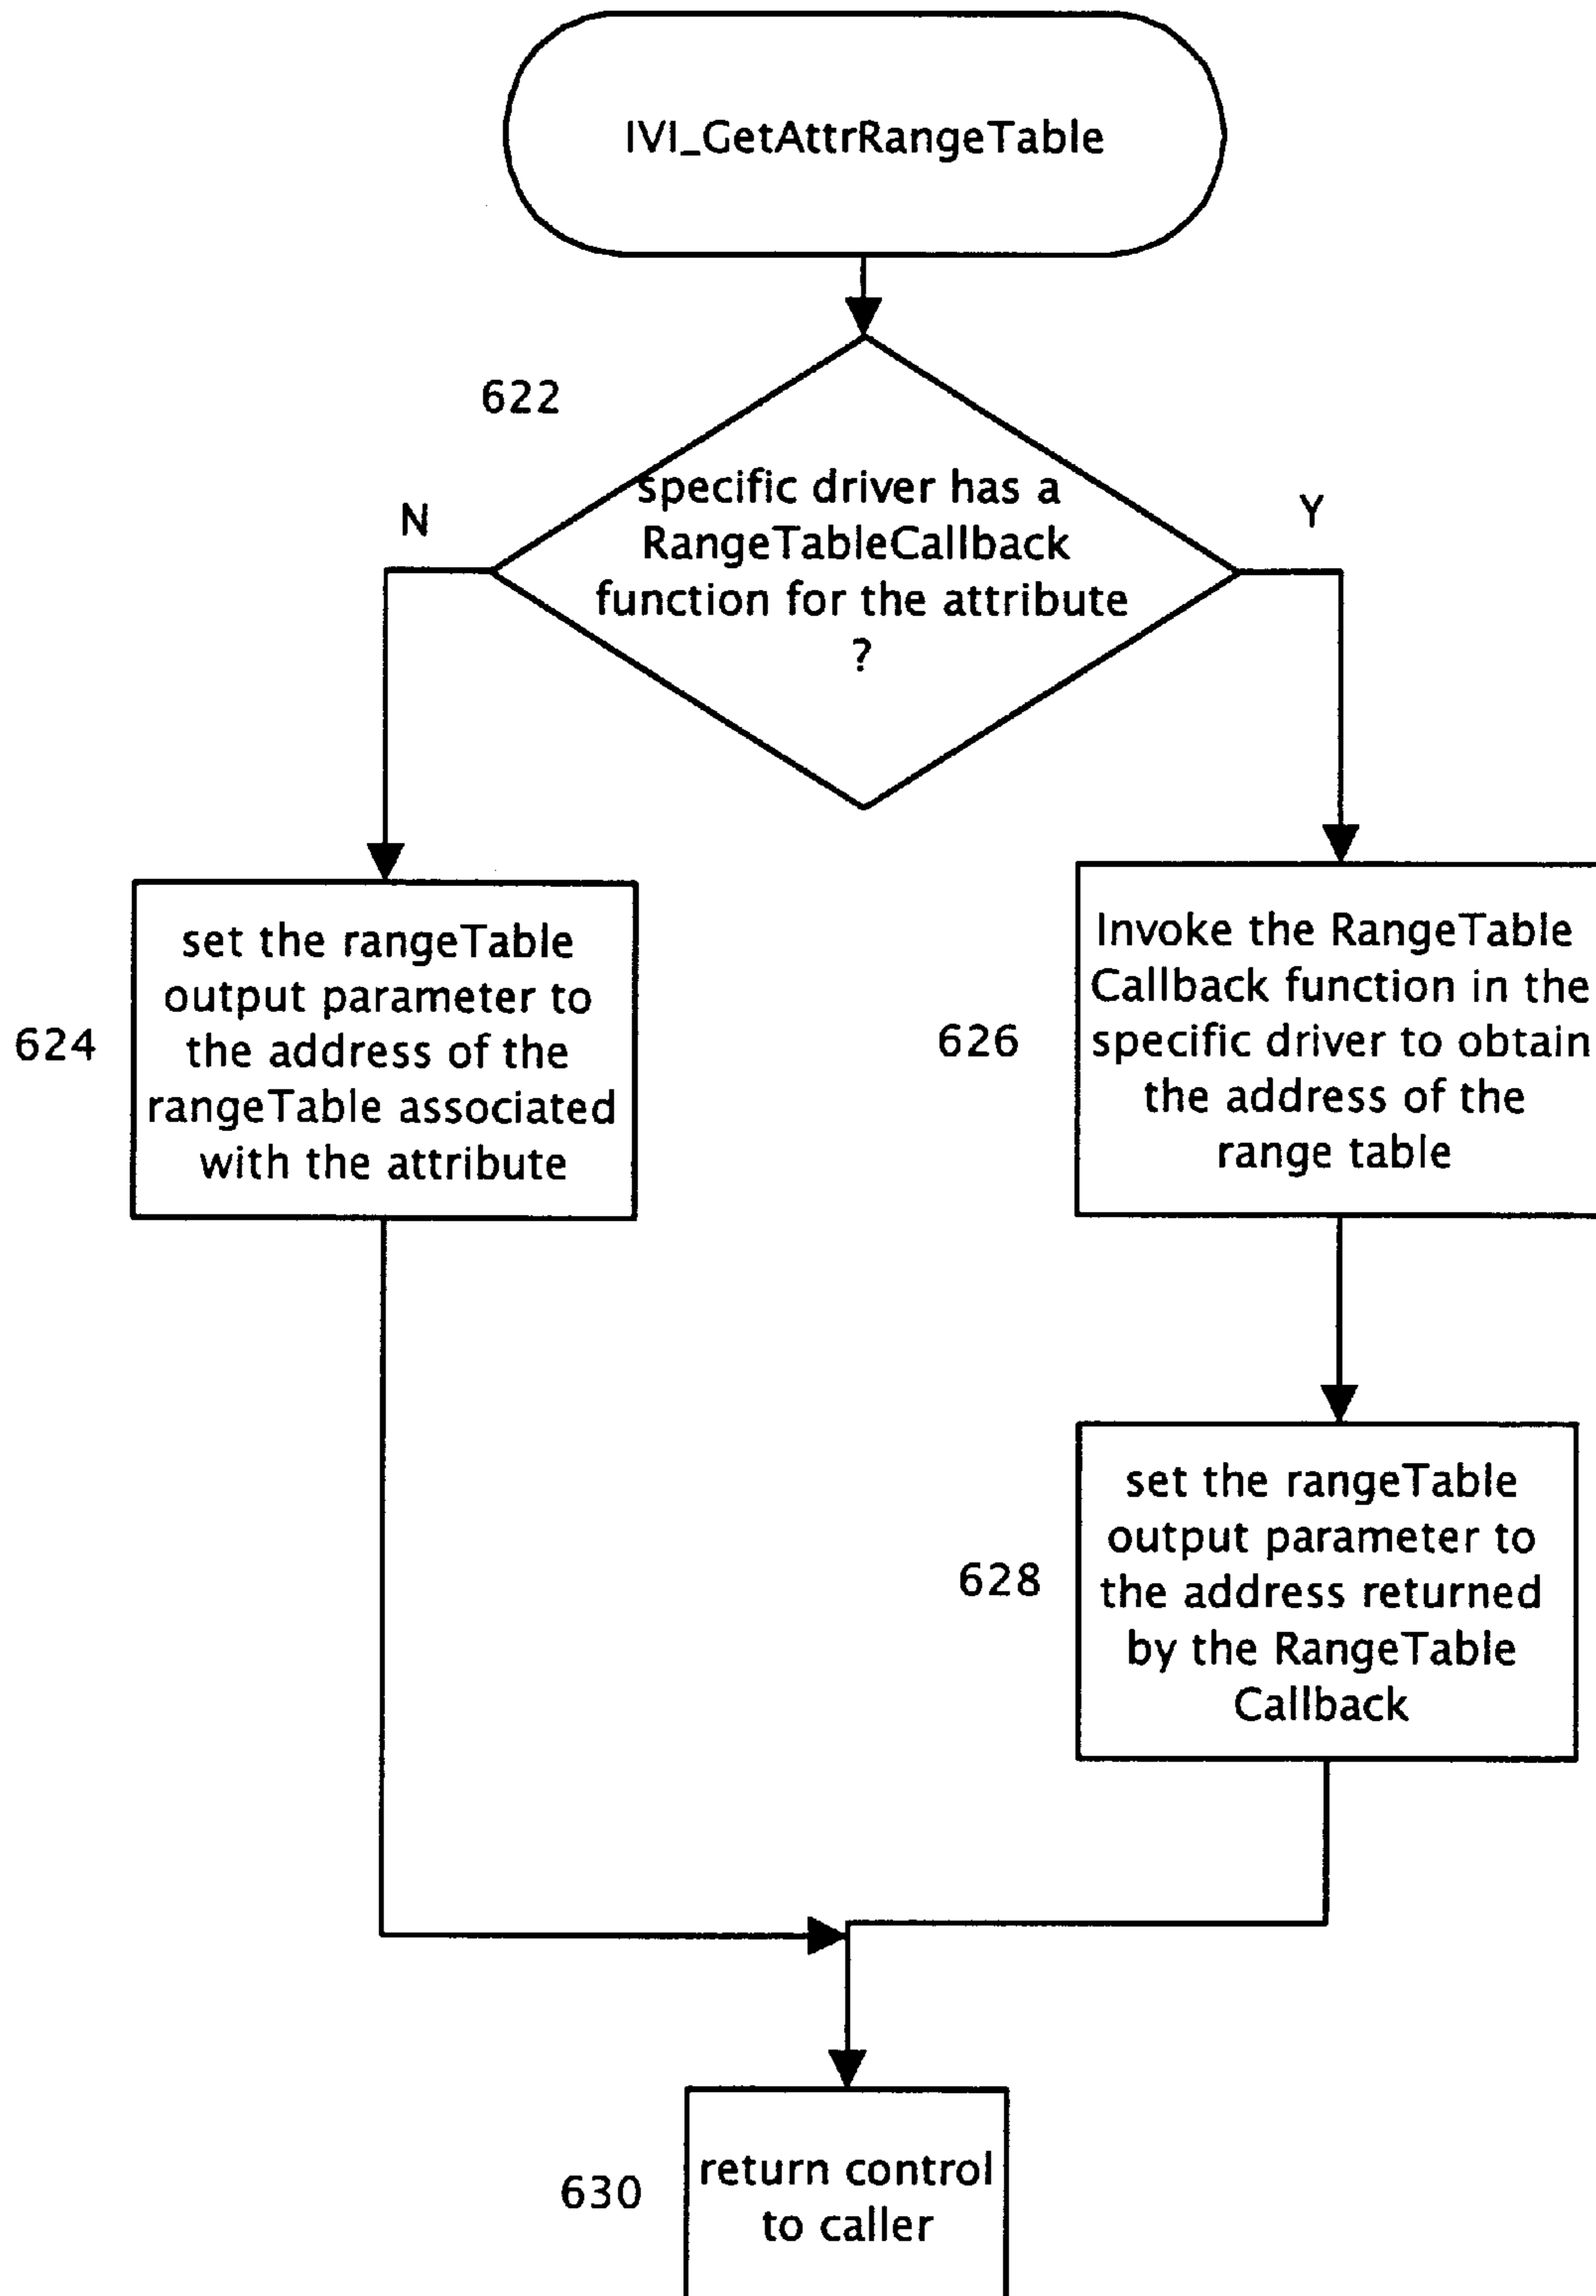 IVI_GetAttrRangeTable
622
specific driver has a
RangeTableCallback
function for the attribute
?
N
Y
set the rangeTable
output parameter to
the address of the
rangeTable associated
with the attribute
624
Invoke the RangeTable
Callback function in the
specific driver to obtain
the address of the
range table
626
set the rangeTable
output parameter to
the address returned
by the RangeTable
Callback
628
return control
to caller
630